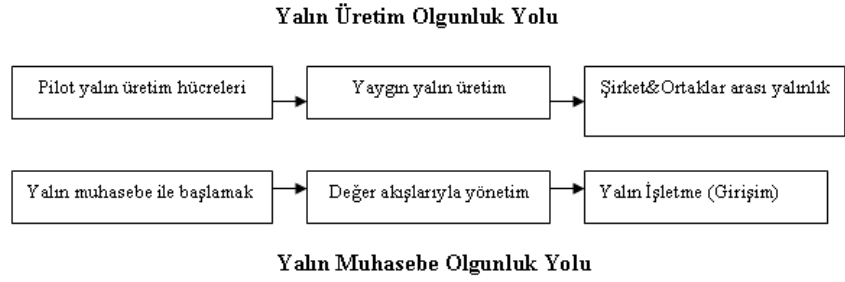 Yalın Üretim Olgunluk Yolu
Pilot yalın üretim hücreleri
Yaygın yalın üretim
Şirket&Ortaklar arası yalınlık
Yalın muhasebe ile başlamak
Değer akışlarıyla yönetim
Yalın İşletme (Girişim)
Yalın Muhasebe Olgunluk Yolu